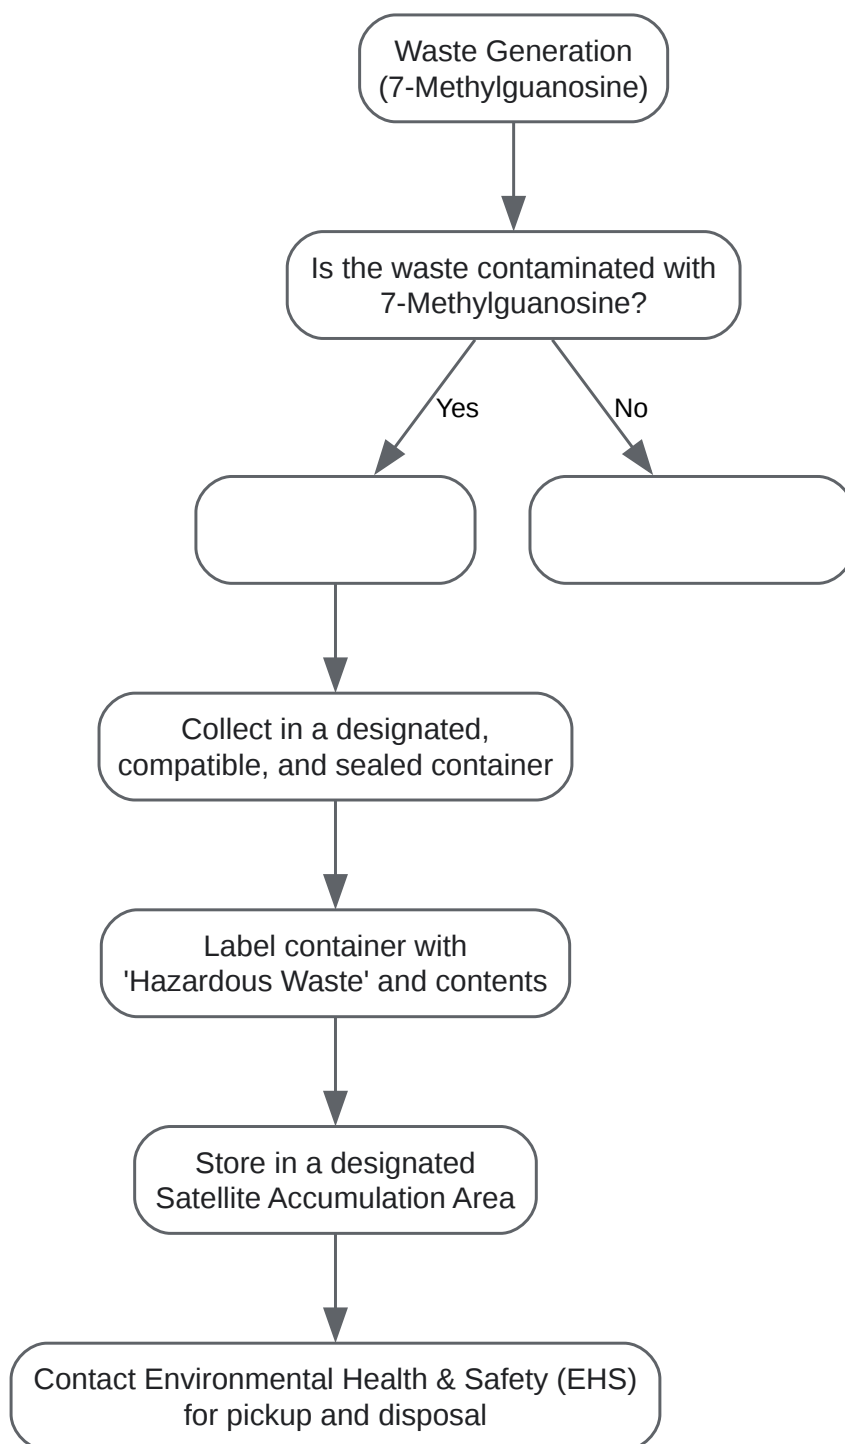 Waste Generation
(7-Methylguanosine)
Is the waste contaminated with
7-Methylguanosine?
Yes
No
Collect in a designated,
compatible, and sealed container
Label container with
'Hazardous Waste' and contents
Store in a designated
Satellite Accumulation Area
Contact Environmental Health & Safety (EHS)
for pickup and disposal